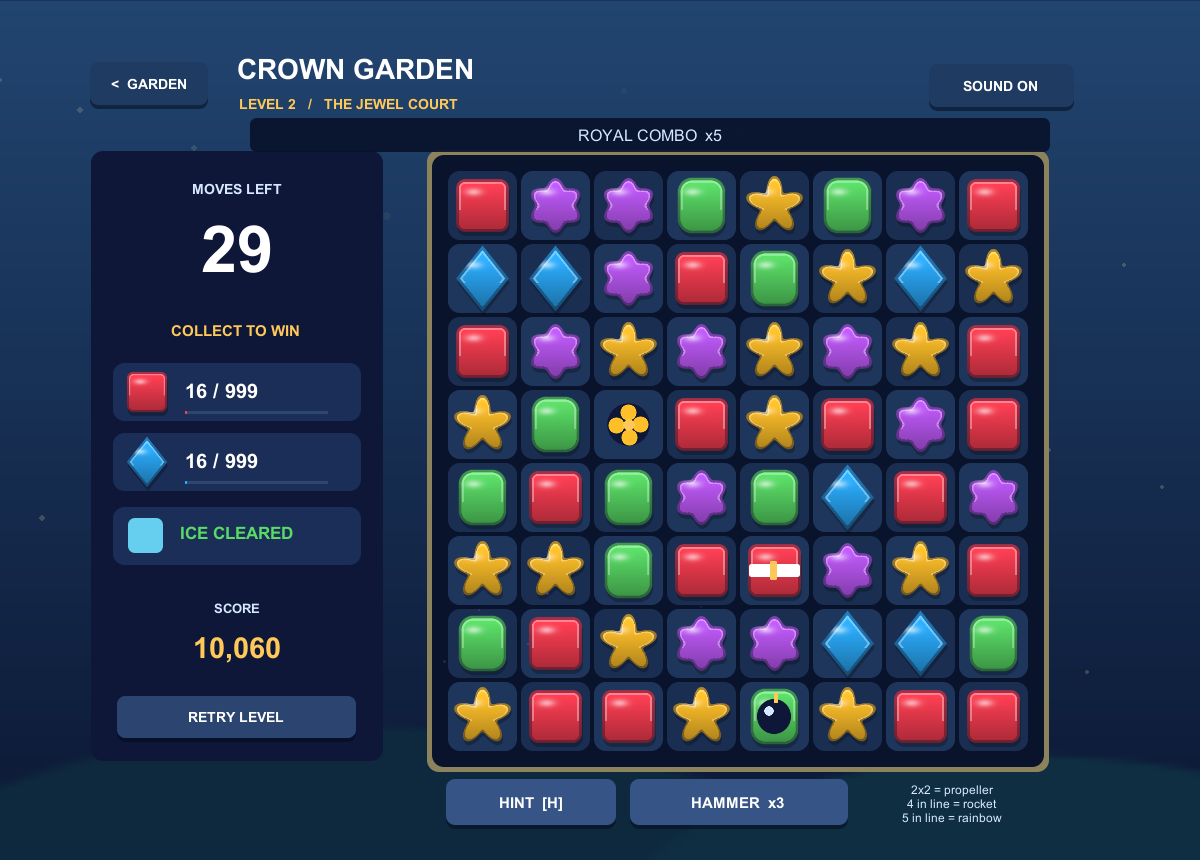 < GARDEN
CROWN GARDEN
LEVEL 2 / THE JEWEL COURT
SOUND ON
ROYAL COMBO x5
MOVES LEFT
29
COLLECT TO WIN
16 / 999
16 / 999
ICE CLEARED
SCORE
10,060
RETRY LEVEL
HINT [H]
HAMMER x3
2x2 = propeller
4 in line = rocket
5 in line = rainbow